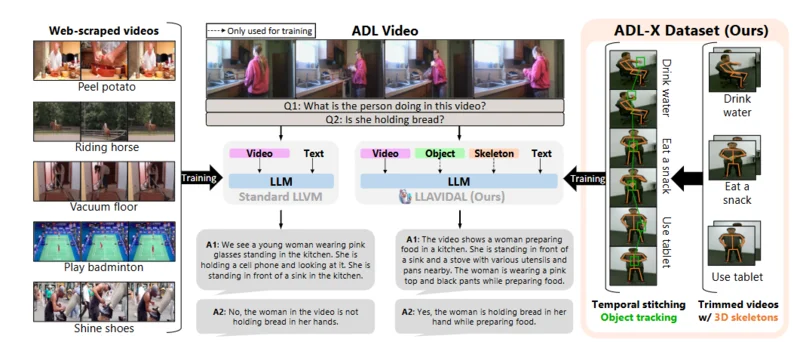 Web-scraped videos
Peel potato
Riding horse
Vacuum floor
Play badminton
Shine shoes
Only used for training
ADL Video
Q1: What is the person doing in this video?
Q2: Is she holding bread?
Training
Video
Text
LLM
Standard LLVM
Video
Object
Skeleton
Text
LLM
LLAVIDAL (Ours)
Training
A1: We see a young woman wearing pink
glasses standing in the kitchen. She is
holding a cell phone and looking at it. She is
standing in front of a sink in the kitchen.
A2: No, the woman in the video is not
holding bread in her hands.
A1: The video shows a woman preparing
food in a kitchen. She is standing in front of
a sink and a stove with various utensils and
pans nearby. The woman is wearing a pink
top and black pants while preparing food.
A2: Yes, the woman is holding bread in her
hand while preparing food.
ADL-X Dataset (Ours)
Drink water
Eat a snack
Use tablet
Temporal stitching
Object tracking
Drink
water
Eat a
snack
Use tablet
Trimmed videos
w/ 3D skeletons